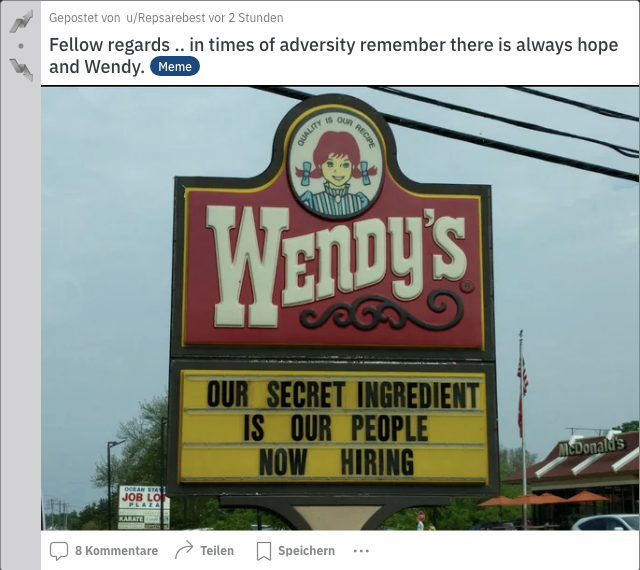 Gepostet von u/Repsarebest vor 2 Stunden
Fellow regards .. in times of adversity remember there is always hope
and Wendy. Meme
QUALITY IS OUR RECIPE
WENDY'S
OUR SECRET INGREDIENT
IS OUR PEOPLE
NOW HIRING
McDonald's
OCEAN STATE
JOB LOT
PLAZA
KARATE
8 Kommentare Teilen Speichern